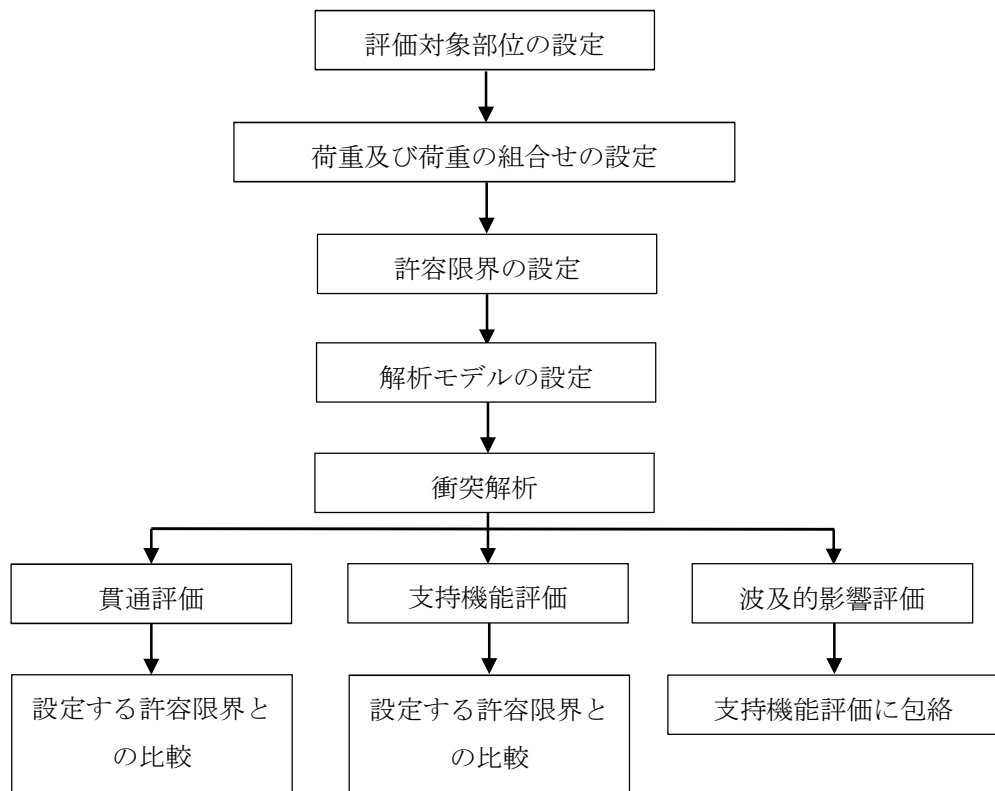 評価対象部位の設定
荷重及び荷重の組合せの設定
許容限界の設定
解析モデルの設定
衝突解析
貫通評価
支持機能評価
波及的影響評価
設定する許容限界と
の比較
設定する許容限界と
の比較
支持機能評価に包絡